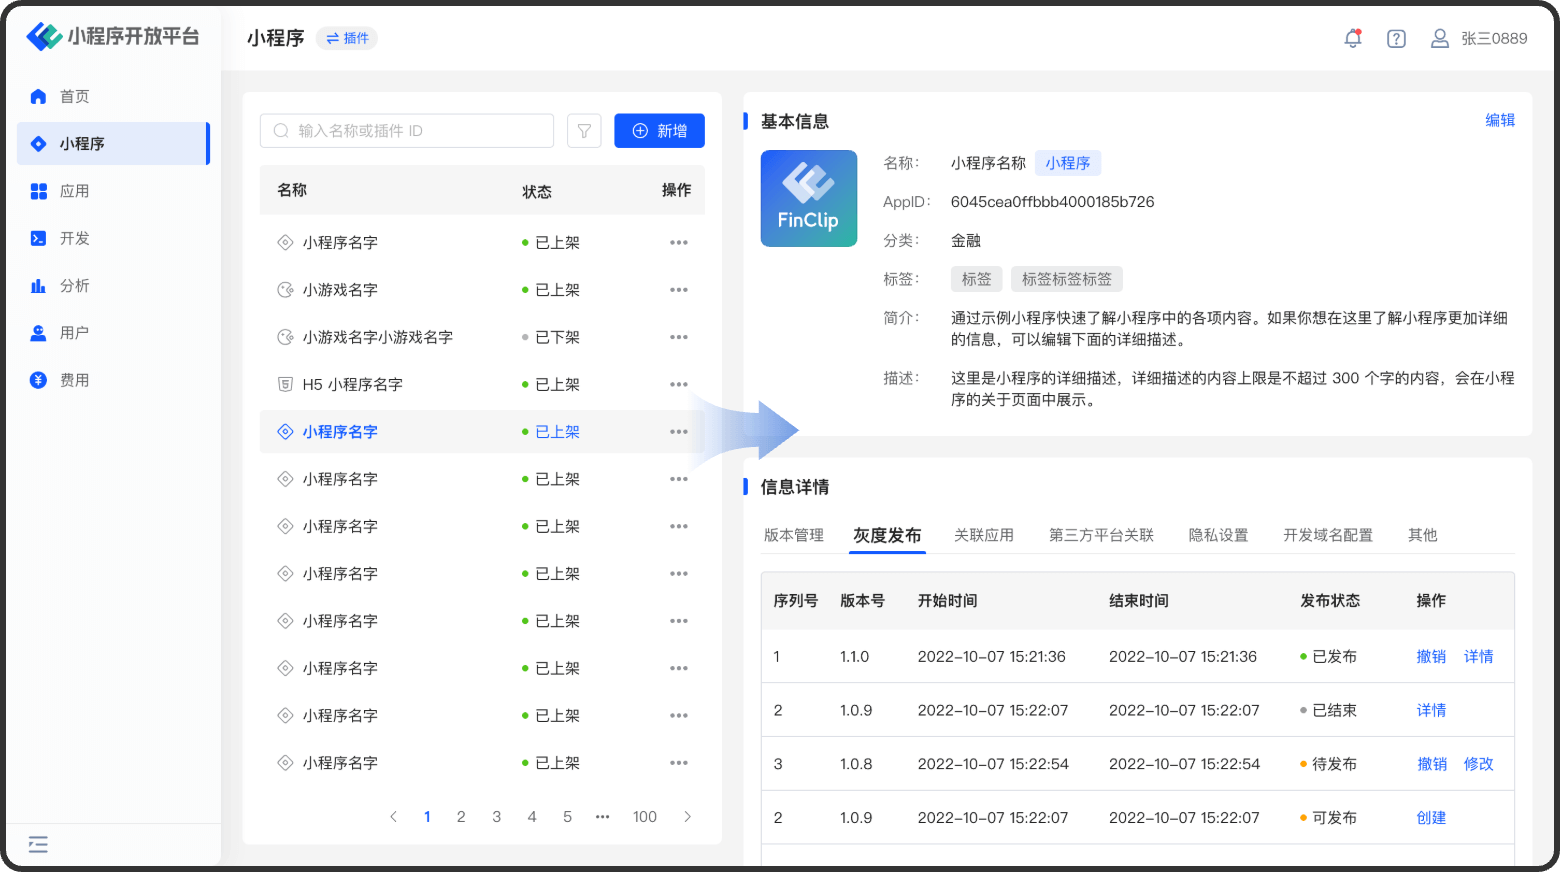 小程序开放平台
首页
小程序
应用
开发
分析
用户
费用
小程序
插件
张三0889
输入名称或插件 ID
新增
名称 状态 操作
小程序名字 已上架
小游戏名字 已上架
小游戏名字小游戏名字 已下架
H5 小程序名字 已上架
小程序名字 已上架
小程序名字 已上架
小程序名字 已上架
小程序名字 已上架
小程序名字 已上架
小程序名字 已上架
小程序名字 已上架
小程序名字 已上架
1 2 3 4 5 ••• 100
基本信息
编辑
FinClip
名称： 小程序名称 小程序
AppID： 6045cea0ffbbb4000185b726
分类： 金融
标签： 标签 标签标签标签
简介： 通过示例小程序快速了解小程序中的各项内容。如果你想在这里了解小程序更加详细
的信息，可以编辑下面的详细描述。
描述： 这里是小程序的详细描述，详细描述的内容上限是不超过 300 个字的内容，会在小程
序的关于页面中展示。
信息详情
版本管理 灰度发布 关联应用 第三方平台关联 隐私设置 开发域名配置 其他
序列号 版本号 开始时间 结束时间 发布状态 操作
1 1.1.0 2022-10-07 15:21:36 2022-10-07 15:21:36 已发布 撤销 详情
2 1.0.9 2022-10-07 15:22:07 2022-10-07 15:22:07 已结束 详情
3 1.0.8 2022-10-07 15:22:54 2022-10-07 15:22:54 待发布 撤销 修改
2 1.0.9 2022-10-07 15:22:07 2022-10-07 15:22:07 可发布 创建